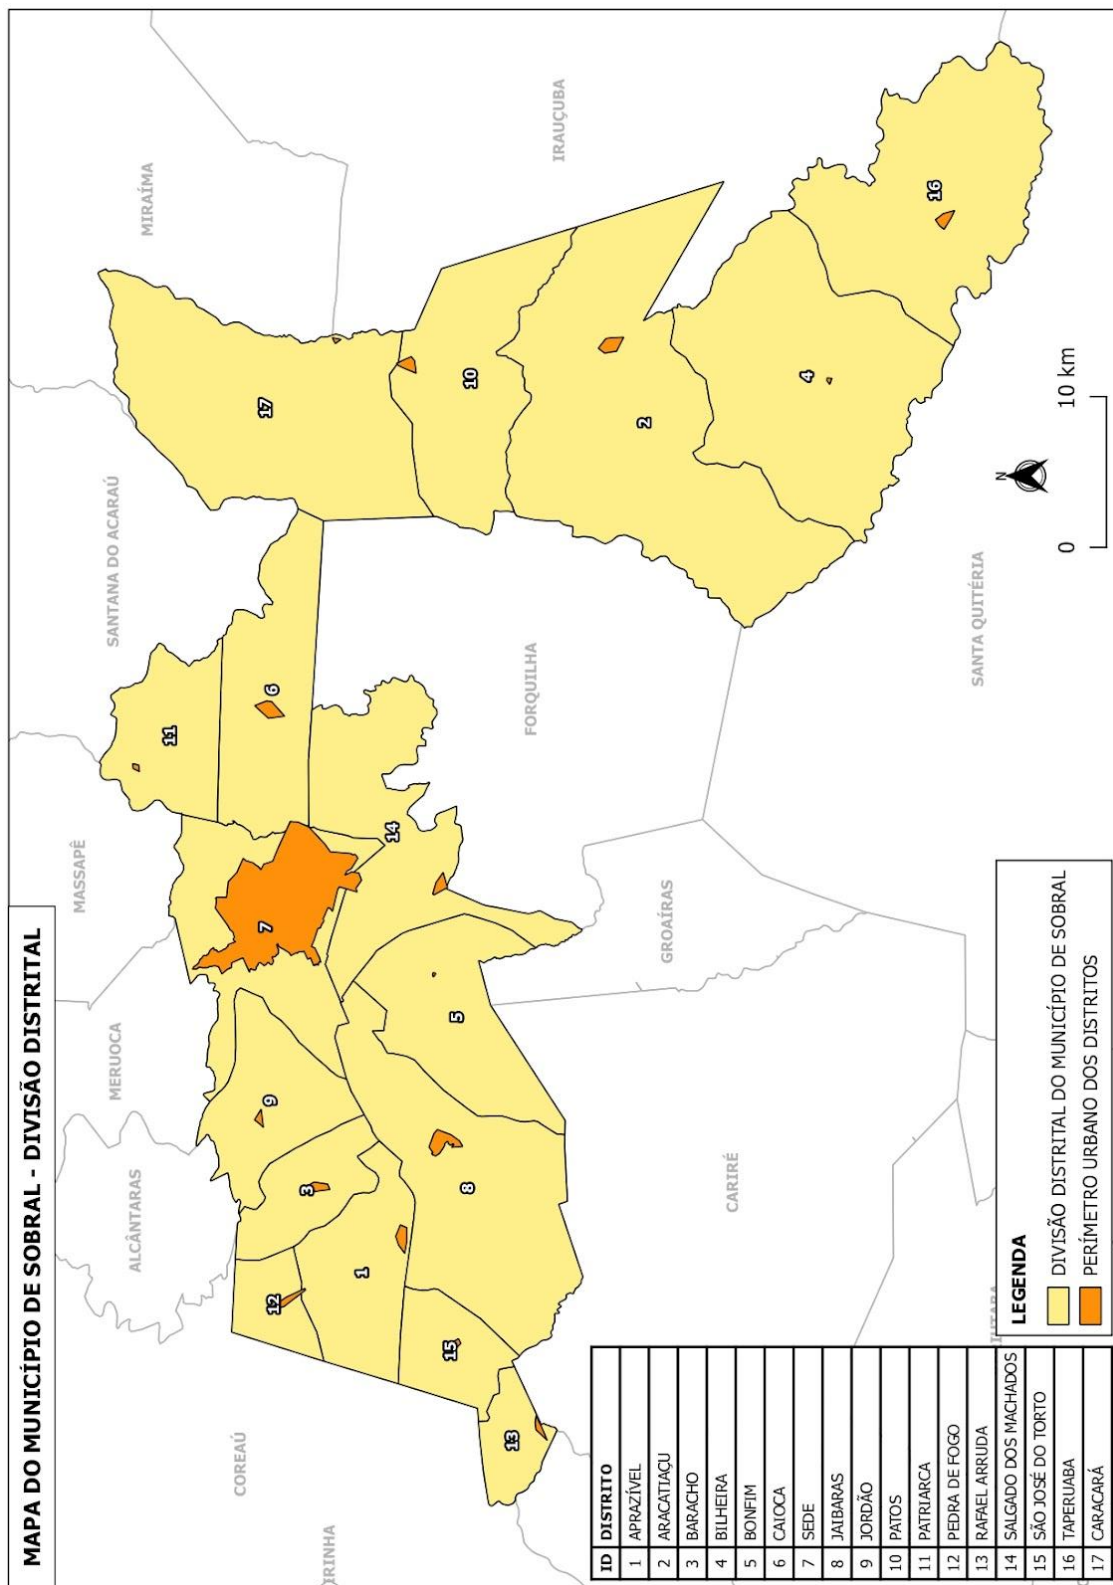 MAPA DO MUNICÍPIO DE SOBRAL - DIVISÃO DISTRITAL
MASSAPÊ
SANTANA DO ACARAÚ
MIRAÍMA
MERUOCA
ALCÂNTARAS
COREAÚ
IRINHA
IRAUÇUBA
FORQUILHA
GROAÍRAS
CARIRÉ
SANTA QUITÉRIA
11
17
7
6
9
12
3
1
14
10
15
8
5
2
13
4
16
N
0 10 km
ID DISTRITO
1 APRAZÍVEL
2 ARACATIAÇU
3 BARACHO
4 BILHEIRA
5 BONFIM
6 CAIOCA
7 SEDE
8 JAIBARAS
9 JORDÃO
10 PATOS
11 PATRIARCA
12 PEDRA DE FOGO
13 RAFAEL ARRUDA
14 SALGADO DOS MACHADOS
15 SÃO JOSÉ DO TORTO
16 TAPERUABA
17 CARACARÁ
LEGENDA
DIVISÃO DISTRITAL DO MUNICÍPIO DE SOBRAL
PERÍMETRO URBANO DOS DISTRITOS